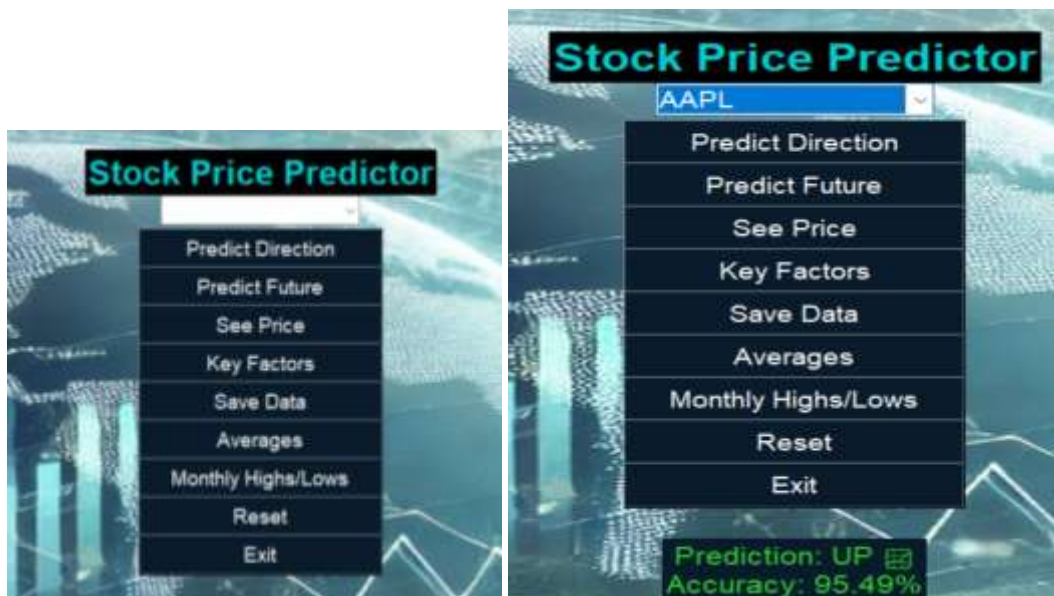 Stock Price Predictor
Predict Direction
Predict Future
See Price
Key Factors
Save Data
Averages
Monthly Highs/Lows
Reset
Exit
Stock Price Predictor
AAPL
Predict Direction
Predict Future
See Price
Key Factors
Save Data
Averages
Monthly Highs/Lows
Reset
Exit
Prediction: UP
Accuracy: 95.49%